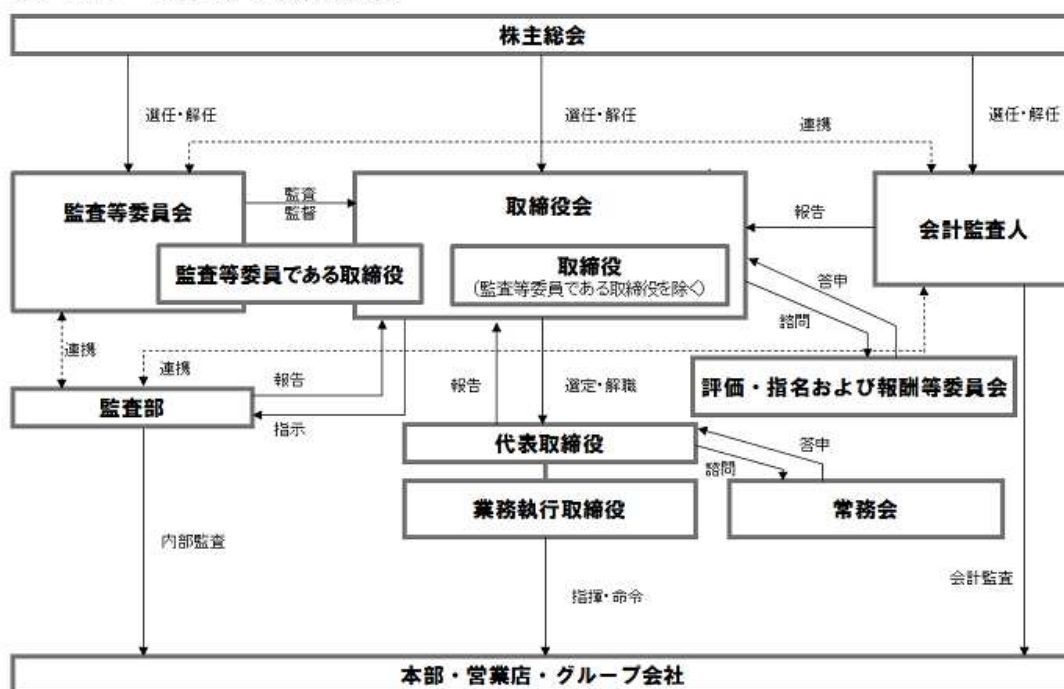 株主総会
選任・解任
選任・解任
連携
選任・解任
監査等委員会
監査
監督
取締役会
報告
会計監査人
監査等委員である取締役
取締役
(監査等委員である取締役を除く)
答申
諮問
連携
連携
報告
報告
選定・解職
評価・指名および報酬等委員会
監査部
指示
代表取締役
答申
諮問
業務執行取締役
常務会
内部監査
指揮・命令
会計監査
本部・営業店・グループ会社